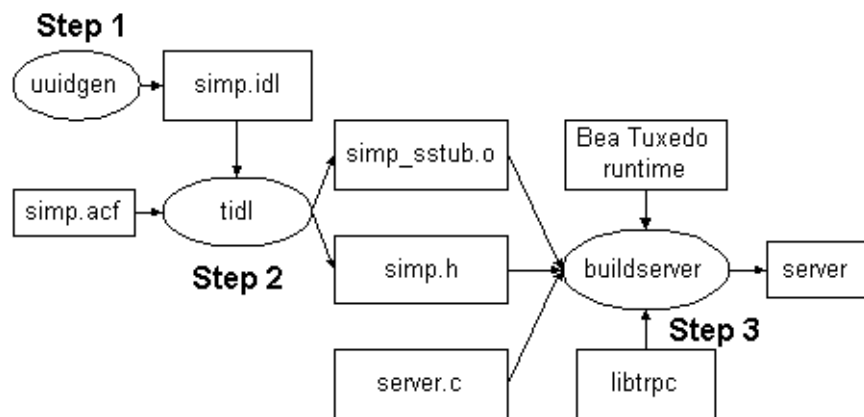 Step 1
uuidgen
simp.idl
simp_sstub.o
Bea Tuxedo
runtime
simp.acf
tidl
Step 2
simp.h
buildserver
server
Step 3
server.c
libtrpc